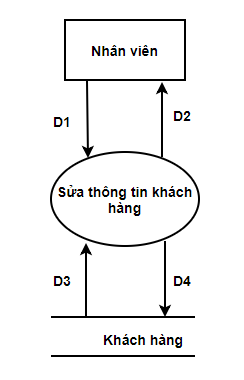 Nhân viên
D1
D2
Sửa thông tin khách
hàng
D3
D4
Khách hàng